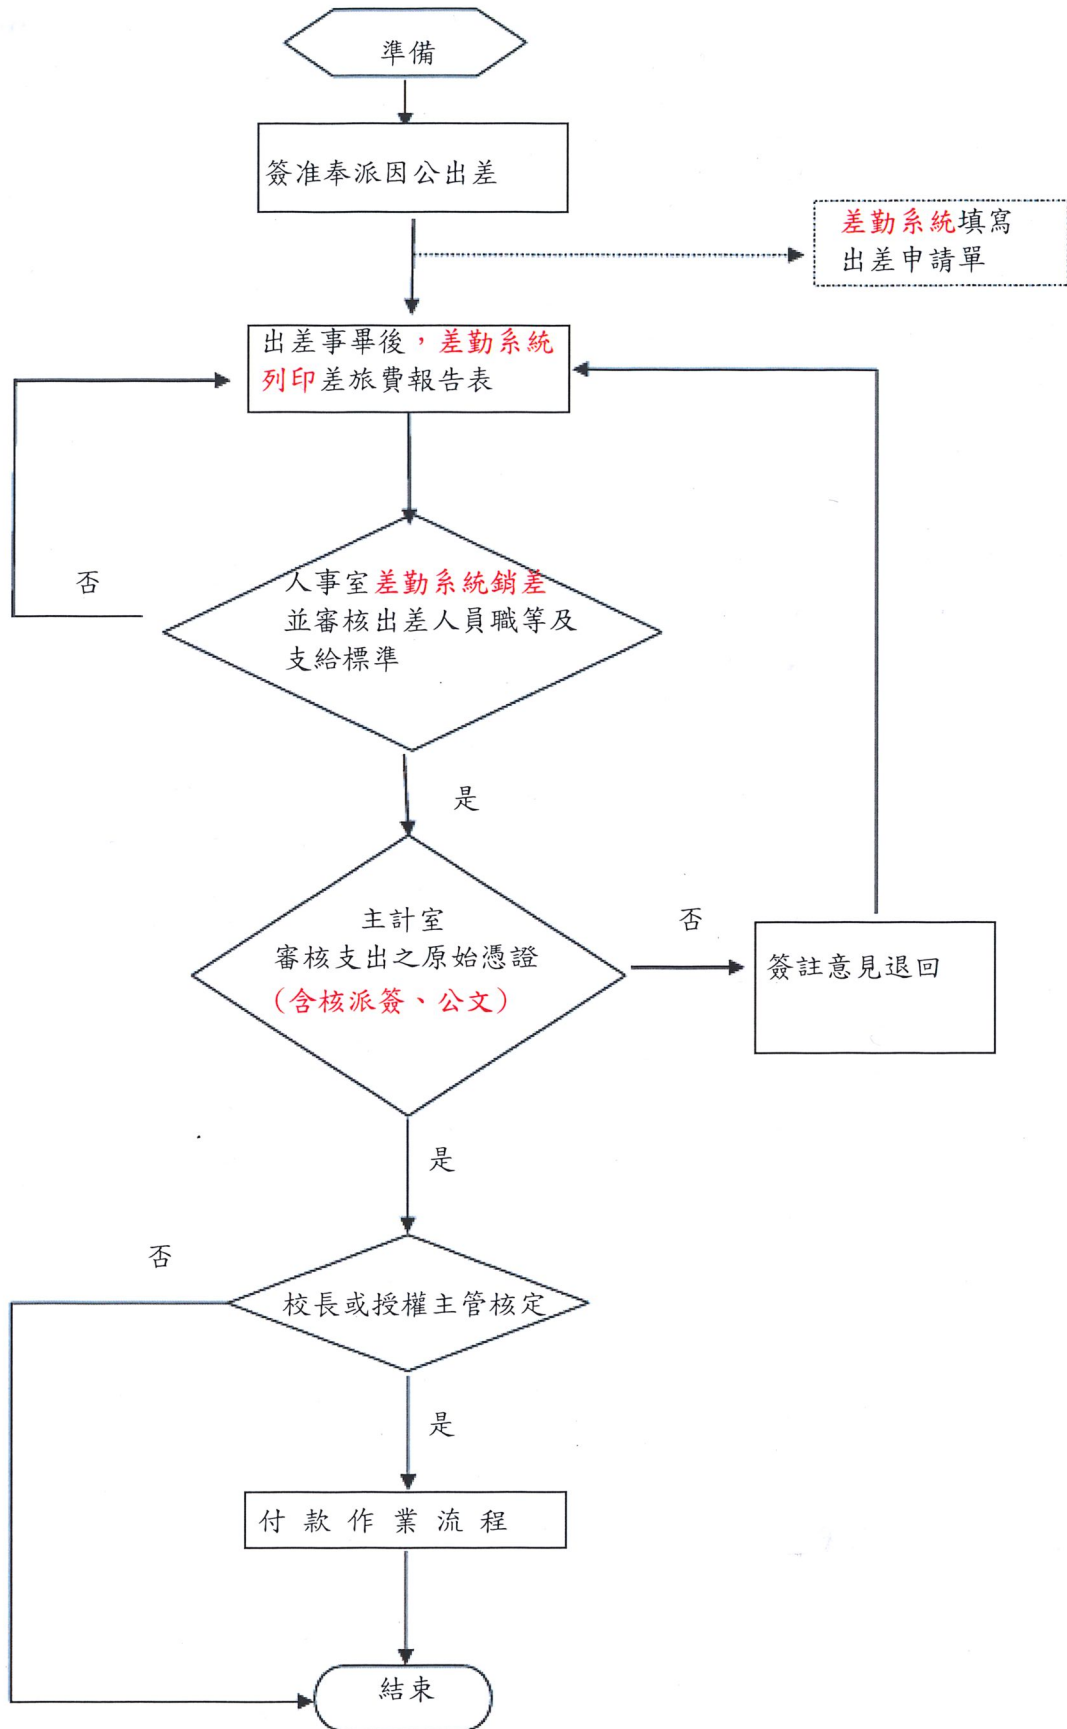 準備
簽准奉派因公出差
差勤系統填寫
出差申請單
出差事畢後，差勤系統
列印差旅費報告表
否
人事室差勤系統銷差
並審核出差人員職等及
支給標準
是
主計室
審核支出之原始憑證
（含核派簽、公文）
否
簽註意見退回
是
否
校長或授權主管核定
是
付款作業流程
結束